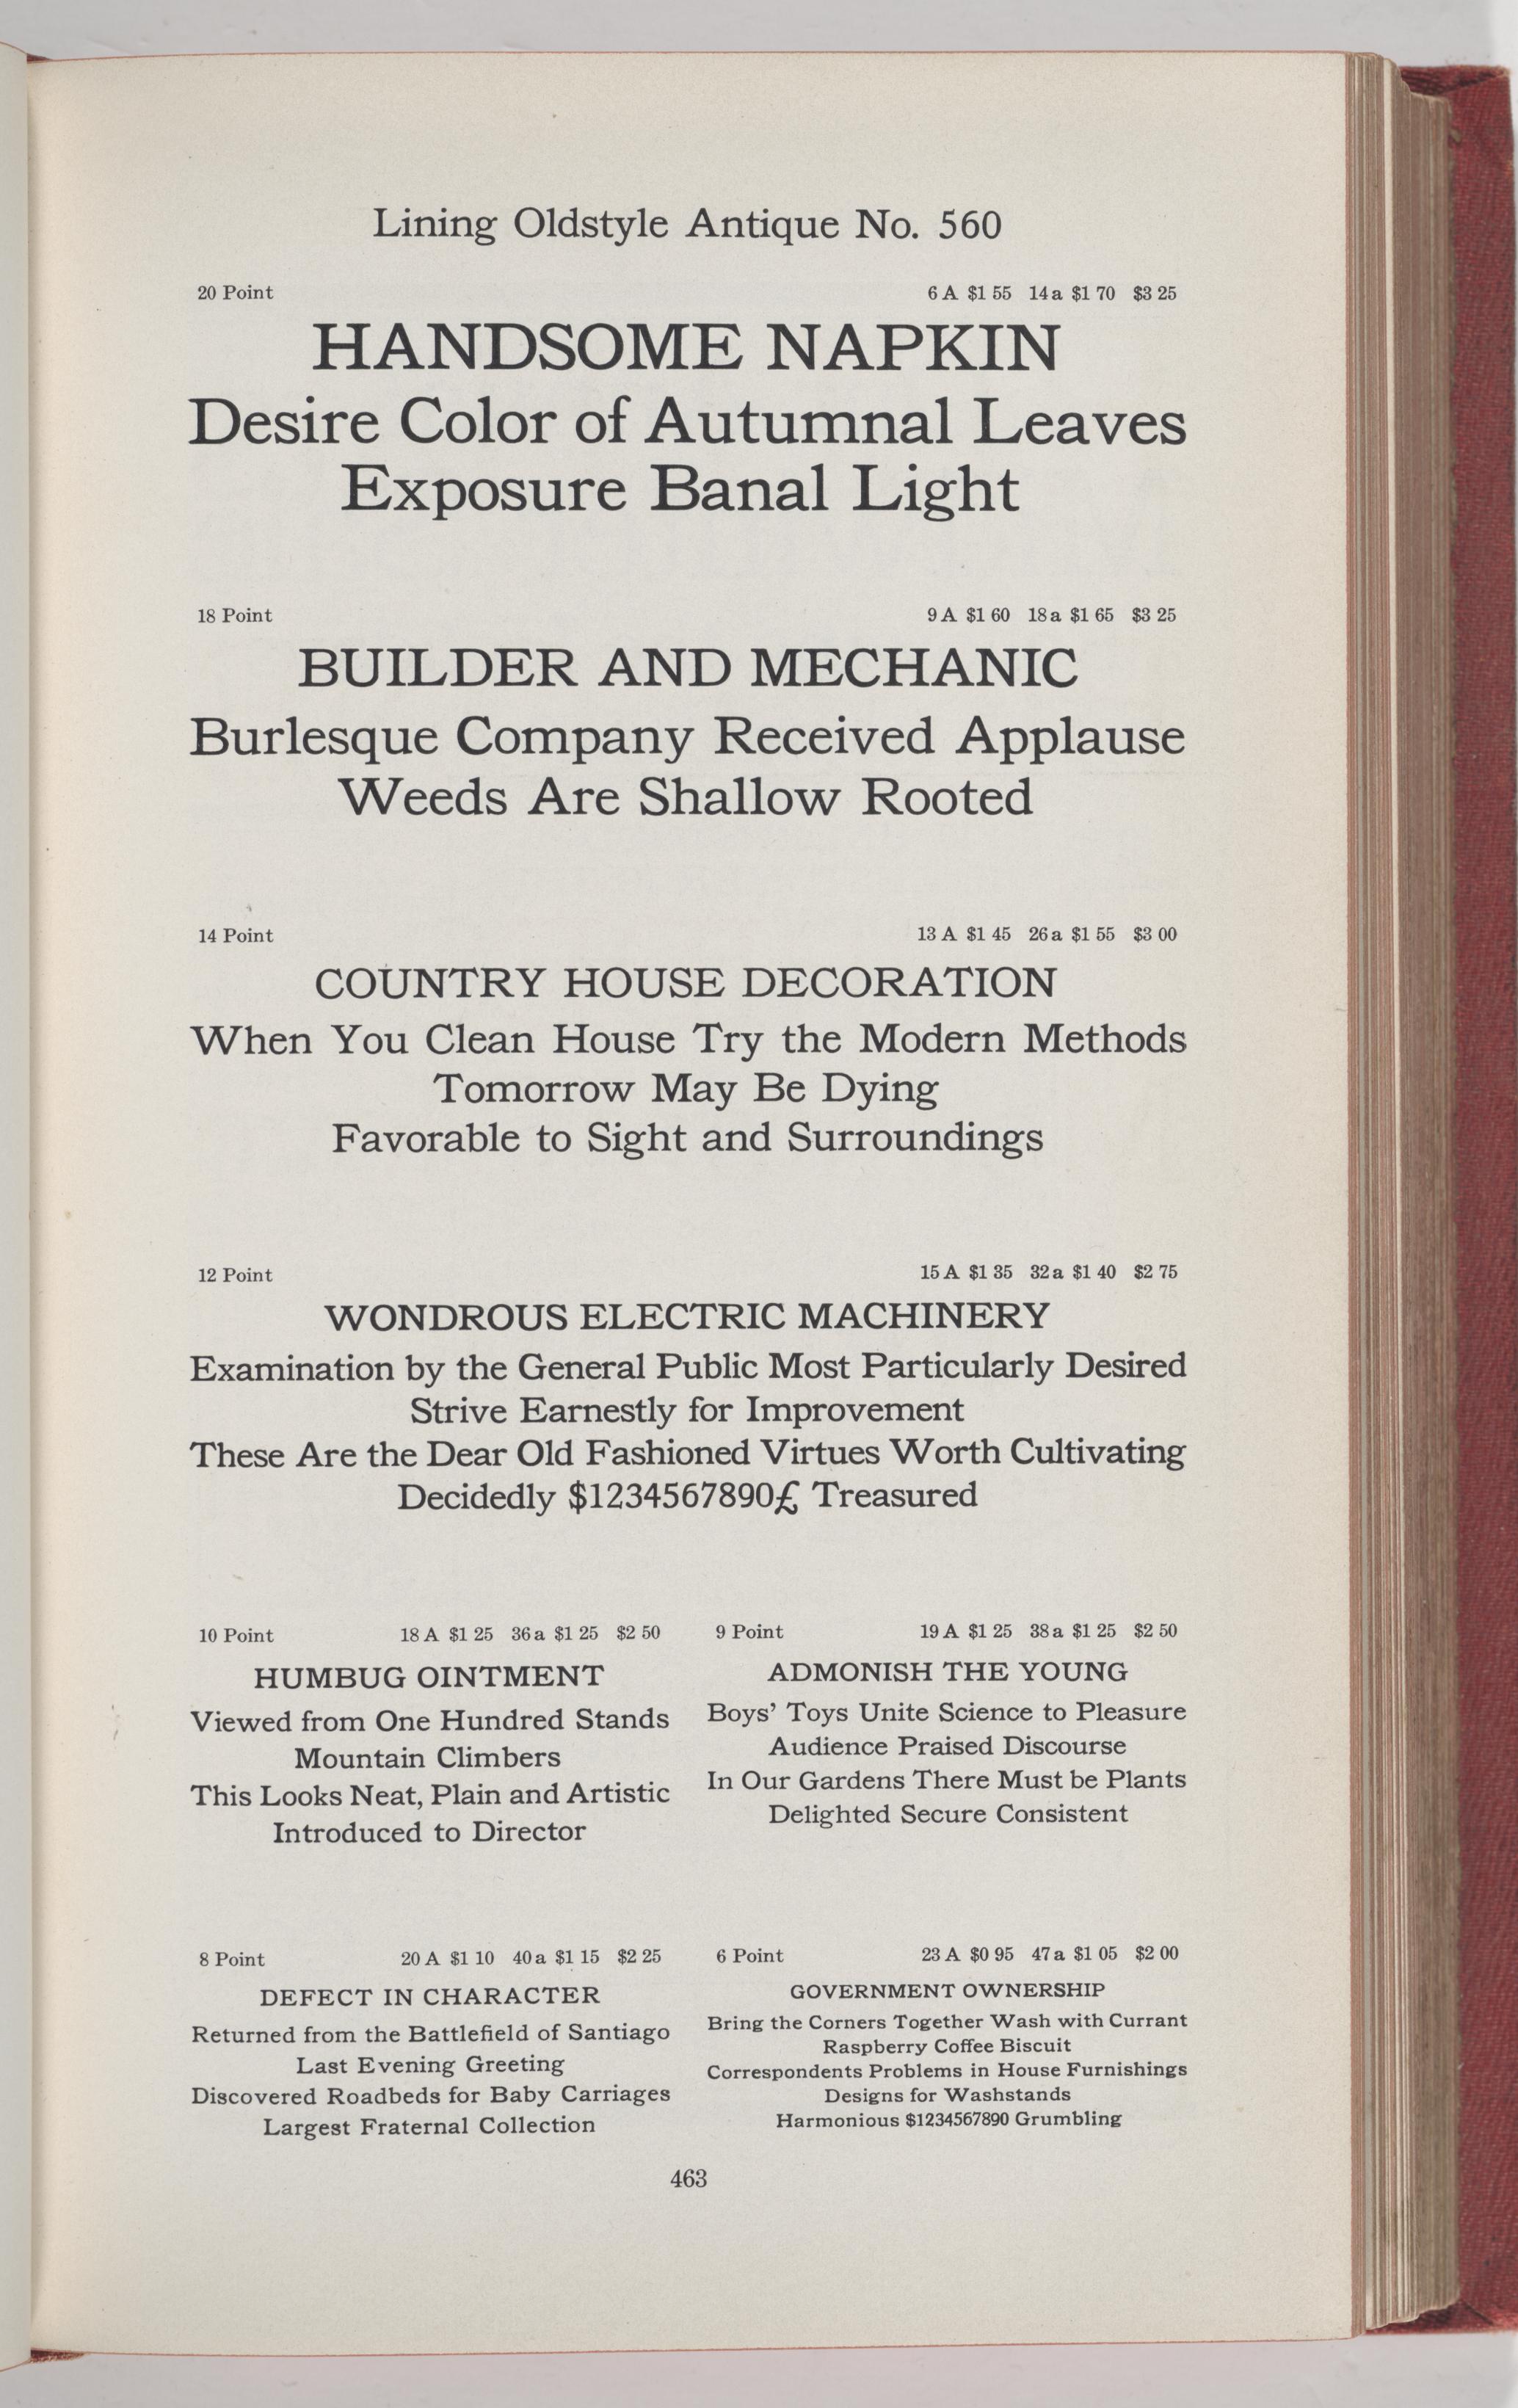 Lining Oldstyle Antique No. 560
20 Point 6 A $1 55 14 a $1 70 $3 25
HANDSOME NAPKIN
Desire Color of Autumnal Leaves
Exposure Banal Light
18 Point 9 A $1 60 18 a $1 65 $3 25
BUILDER AND MECHANIC
Burlesque Company Received Applause
Weeds Are Shallow Rooted
14 Point 13 A $1 45 26 a $1 55 $3 00
COUNTRY HOUSE DECORATION
When You Clean House Try the Modern Methods
Tomorrow May Be Dying
Favorable to Sight and Surroundings
12 Point 15 A $1 35 32 a $1 40 $2 75
WONDROUS ELECTRIC MACHINERY
Examination by the General Public Most Particularly Desired
Strive Earnestly for Improvement
These Are the Dear Old Fashioned Virtues Worth Cultivating
Decidedly $1234567890£ Treasured
10 Point 18 A $1 25 36 a $1 25 $2 50
HUMBUG OINTMENT
Viewed from One Hundred Stands
Mountain Climbers
This Looks Neat, Plain and Artistic
Introduced to Director
9 Point 19 A $1 25 38 a $1 25 $2 50
ADMONISH THE YOUNG
Boys’ Toys Unite Science to Pleasure
Audience Praised Discourse
In Our Gardens There Must be Plants
Delighted Secure Consistent
8 Point 20 A $1 10 40 a $1 15 $2 25
DEFECT IN CHARACTER
Returned from the Battlefield of Santiago
Last Evening Greeting
Discovered Roadbeds for Baby Carriages
Largest Fraternal Collection
6 Point 23 A $0 95 47 a $1 05 $2 00
GOVERNMENT OWNERSHIP
Bring the Corners Together Wash with Currant
Raspberry Coffee Biscuit
Correspondents Problems in House Furnishings
Designs for Washstands
Harmonious $1234567890 Grumbling
463